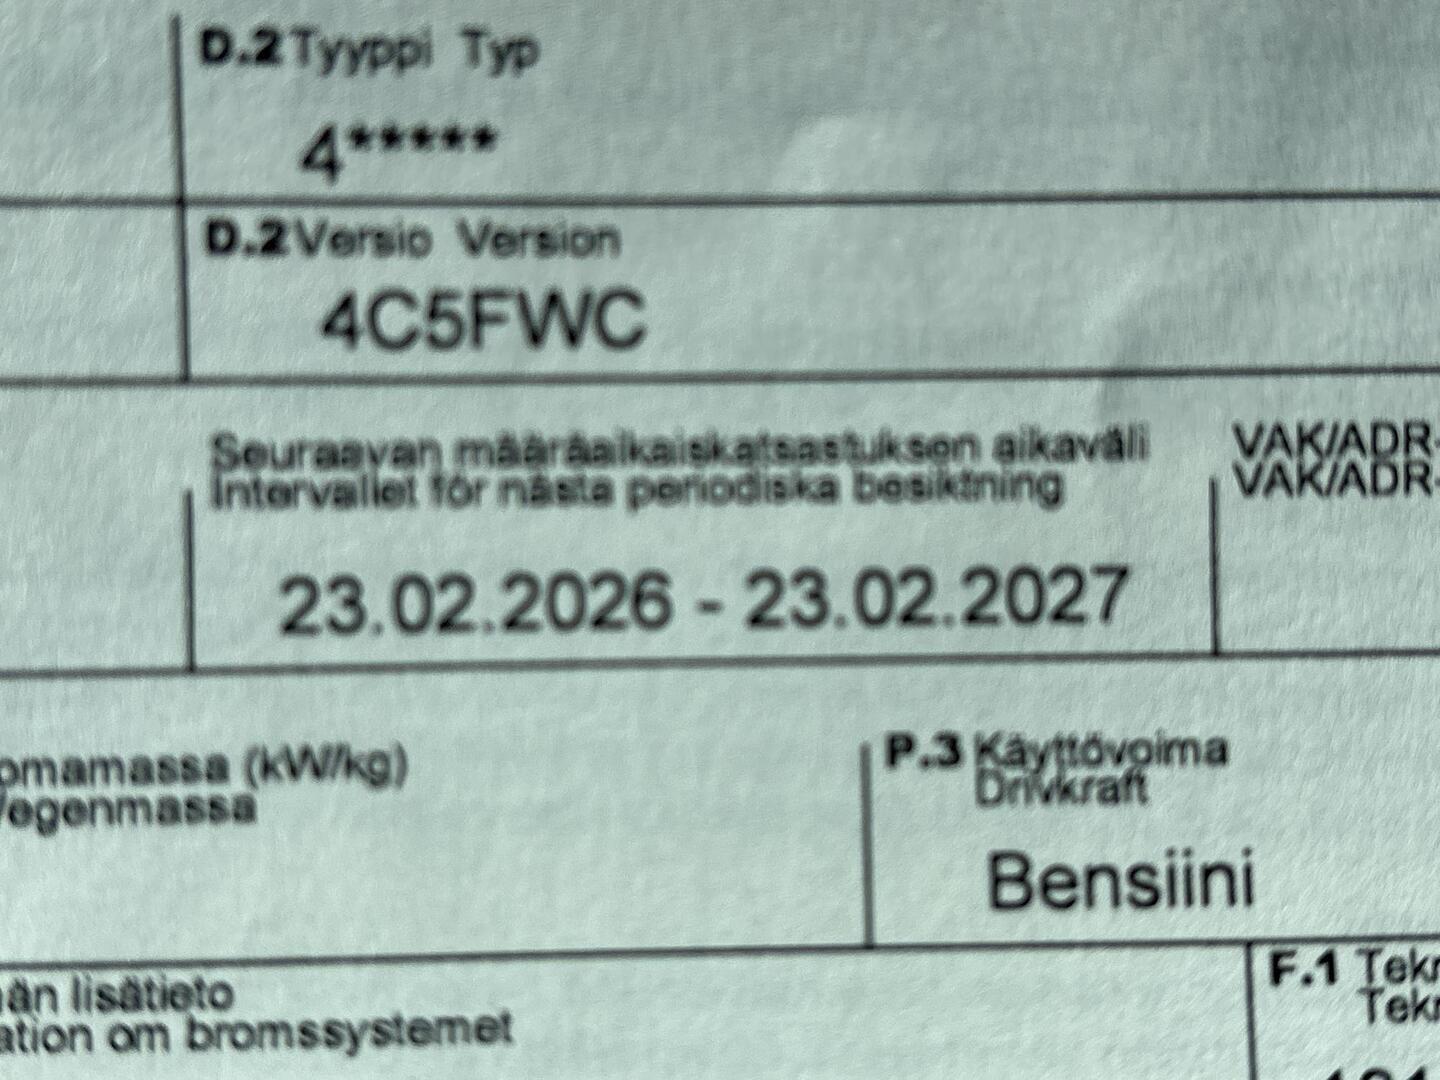 D.2 Tyyppi Typ
4*****
D.2 Versio Version
4C5FWC
Seuraavan määräaikaiskatsastuksen aikaväli
Intervallet för nästa periodiska besiktning
23.02.2026 - 23.02.2027
VAK/ADR-
VAK/ADR-
omamassa (kW/kg)
egenmassa
P.3 Käyttövoima
Drivkraft
Bensiini
än lisätieto
ation om bromssystemet
F.1 Tekn
Tekn